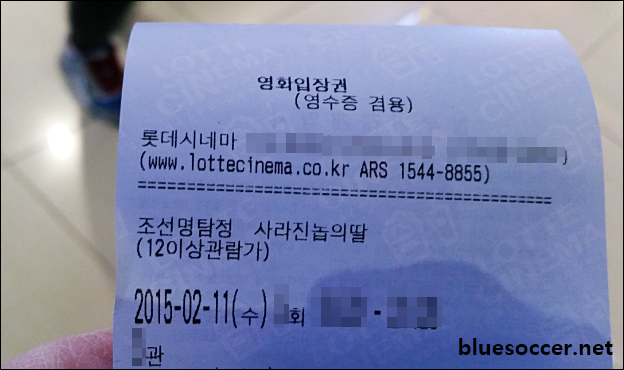 영화입장권
(영수증 겸용)
롯데시네마
(www.lottecinema.co.kr ARS 1544-8855)
==============================================
조선명탐정 사라진놉의딸
(12이상관람가)
2015-02-11(수) 회 -
관
bluesoccer.net